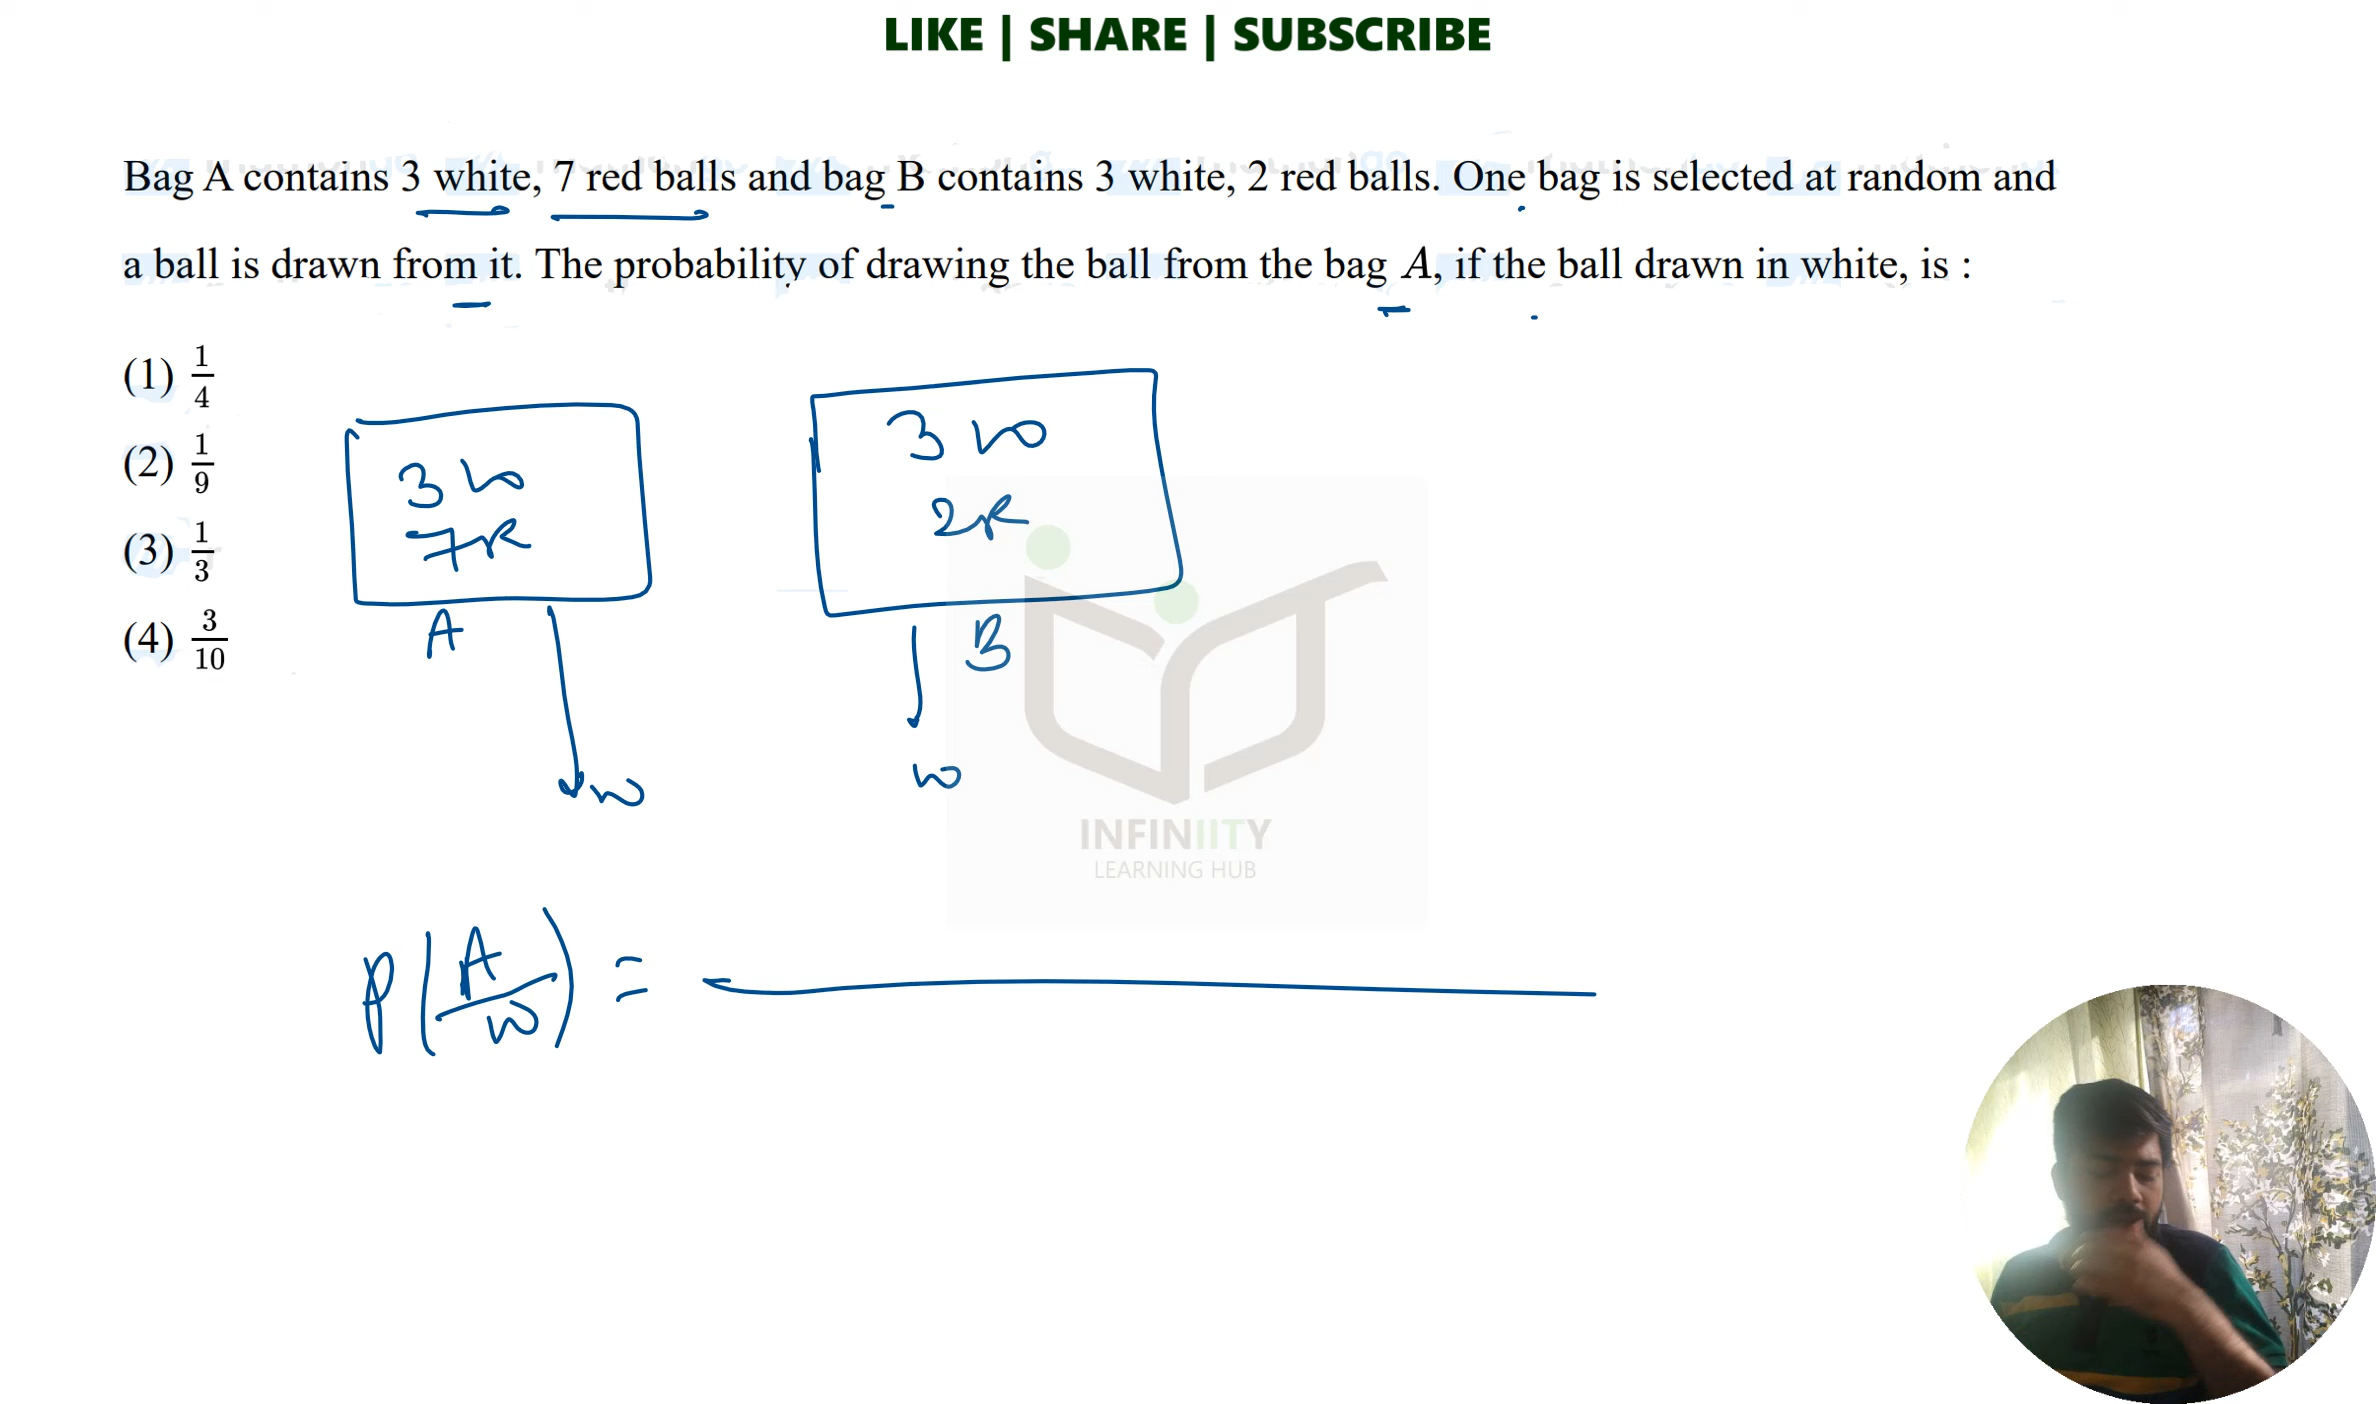 LIKE | SHARE | SUBSCRIBE
Bag A contains 3 white, 7 red balls and bag B contains 3 white, 2 red balls. One bag is selected at random and
a ball is drawn from it. The probability of drawing the ball from the bag A, if the ball drawn in white, is :
(1) 1/4
(2) 1/9
(3) 1/3
(4) 3/10
3 W
7R
A
W
3 W
2R
B
W
INFINIITY
LEARNING HUB
P(A/W) =